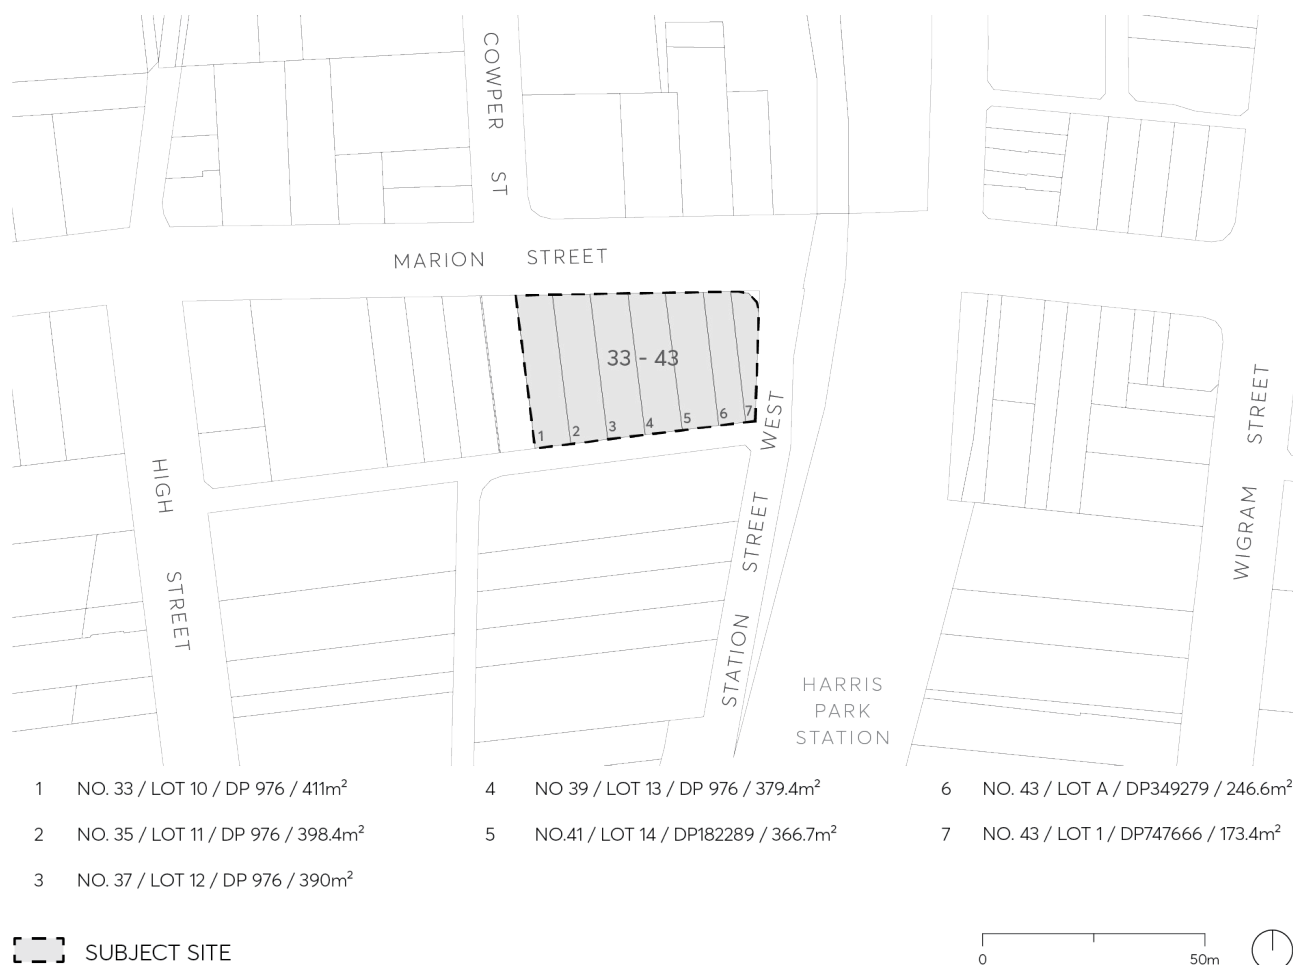 COWPER ST
MARION STREET
33 - 43
1
2
3
4
5
6
7
HIGH STREET
STATION STREET WEST
WIGRAM STREET
HARRIS
PARK
STATION
1 NO. 33 / LOT 10 / DP 976 / 411m²
2 NO. 35 / LOT 11 / DP 976 / 398.4m²
3 NO. 37 / LOT 12 / DP 976 / 390m²
4 NO 39 / LOT 13 / DP 976 / 379.4m²
5 NO.41 / LOT 14 / DP182289 / 366.7m²
6 NO. 43 / LOT A / DP349279 / 246.6m²
7 NO. 43 / LOT 1 / DP747666 / 173.4m²
SUBJECT SITE
0 50m